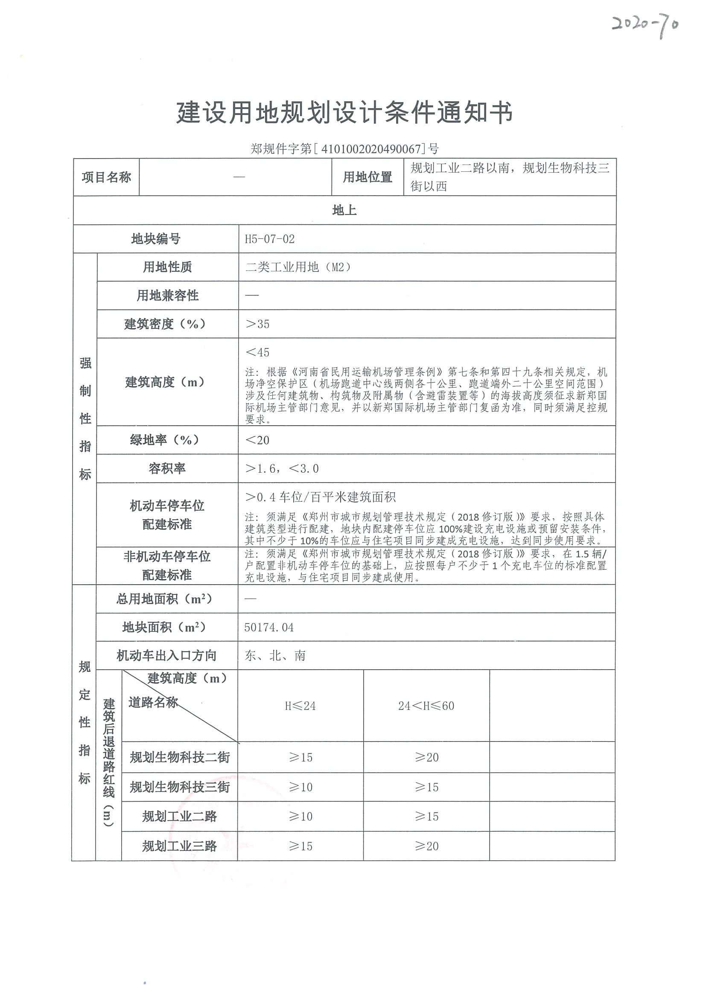 2020-70
建设用地规划设计条件通知书
郑规件字第[ 4101002020490067]号
项目名称
—
用地位置
规划工业二路以南，规划生物科技三
街以西
地上
地块编号
H5-07-02
强制性指标
用地性质
二类工业用地（M2）
用地兼容性
—
建筑密度（%）
＞35
建筑高度（m）
＜45
注：根据《河南省民用运输机场管理条例》第七条和第四十九条相关规定，机
场净空保护区（机场跑道中心线两侧各十公里、跑道端外二十公里空间范围）
涉及任何建筑物、构筑物及附属物（含避雷装置等）的海拔高度须征求新郑国
际机场主管部门意见，并以新郑国际机场主管部门复函为准，同时须满足控规
要求。
绿地率（%）
＜20
容积率
＞1.6，＜3.0
机动车停车位
配建标准
＞0.4 车位/百平米建筑面积
注：须满足《郑州市城市规划管理技术规定（2018 修订版）》要求，按照具体
建筑类型进行配建，地块内配建停车位应 100%建设充电设施或预留安装条件，
其中不少于 10%的车位应与住宅项目同步建成充电设施，达到同步使用要求。
非机动车停车位
配建标准
注：须满足《郑州市城市规划管理技术规定（2018 修订版）》要求，在 1.5 辆/
户配置非机动车停车位的基础上，应按照每户不少于 1 个充电车位的标准配置
充电设施，与住宅项目同步建成使用。
规定性指标
总用地面积（m²）
—
地块面积（m²）
50174.04
机动车出入口方向
东、北、南
建筑后退道路红线（m）
建筑高度（m）
道路名称
H≤24
24＜H≤60
规划生物科技二街
≥15
≥20
规划生物科技三街
≥10
≥15
规划工业二路
≥10
≥15
规划工业三路
≥15
≥20